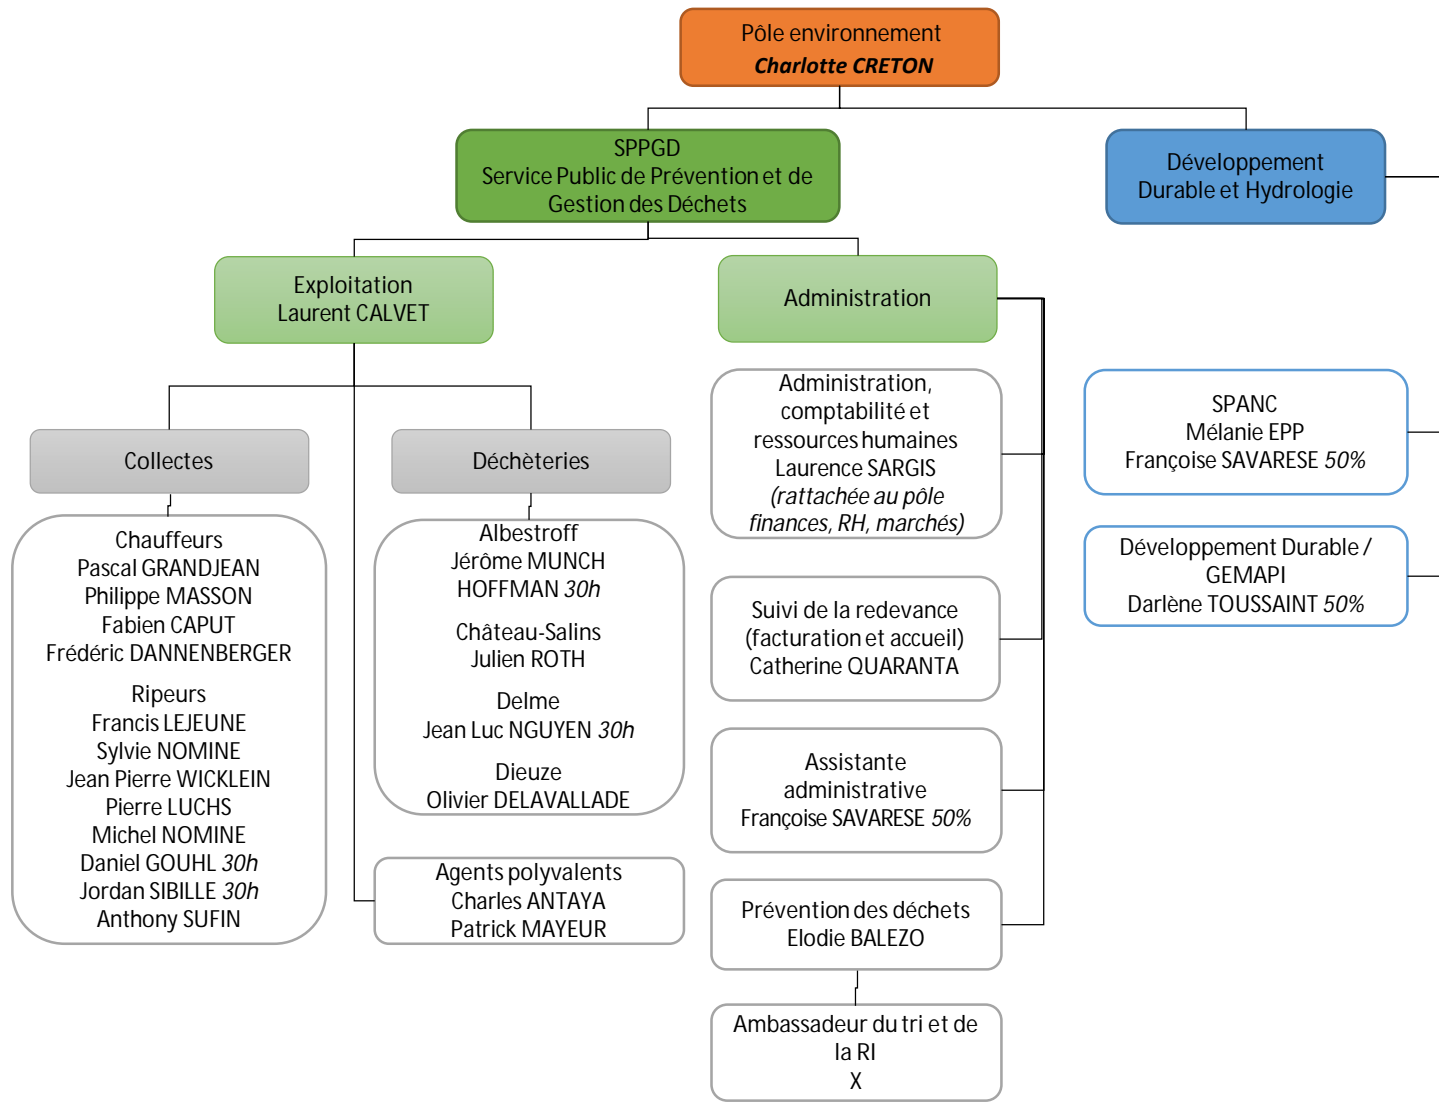 Pôle environnement
Charlotte CRETON
SPPGD
Service Public de Prévention et de
Gestion des Déchets
Développement
Durable et Hydrologie
Exploitation
Laurent CALVET
Administration
Collectes
Déchèteries
Chauffeurs
Pascal GRANDJEAN
Philippe MASSON
Fabien CAPUT
Frédéric DANNENBERGER
Ripeurs
Francis LEJEUNE
Sylvie NOMINE
Jean Pierre WICKLEIN
Pierre LUCHS
Michel NOMINE
Daniel GOUHL 30h
Jordan SIBILLE 30h
Anthony SUFIN
Albestroff
Jérôme MUNCH
HOFFMAN 30h
Château-Salins
Julien ROTH
Delme
Jean Luc NGUYEN 30h
Dieuze
Olivier DELAVALLADE
Agents polyvalents
Charles ANTAYA
Patrick MAYEUR
Administration,
comptabilité et
ressources humaines
Laurence SARGIS
(rattachée au pôle
finances, RH, marchés)
Suivi de la redevance
(facturation et accueil)
Catherine QUARANTA
Assistante
administrative
Françoise SAVARESE 50%
Prévention des déchets
Elodie BALEZO
Ambassadeur du tri et de
la RI
X
SPANC
Mélanie EPP
Françoise SAVARESE 50%
Développement Durable /
GEMAPI
Darlène TOUSSAINT 50%